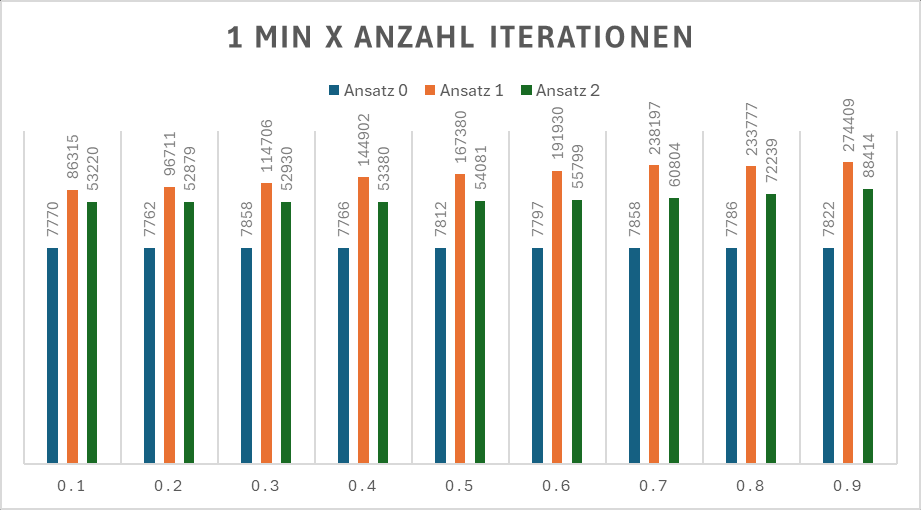 1 MIN X ANZAHL ITERATIONEN
Ansatz 0 Ansatz 1 Ansatz 2
7770 86315 53220
7762 96711 52879
7858 114706 52930
7766 144902 53380
7812 167380 54081
7797 191930 55799
7858 238197 60804
7786 233777 72239
7822 274409 88414
0.1 0.2 0.3 0.4 0.5 0.6 0.7 0.8 0.9